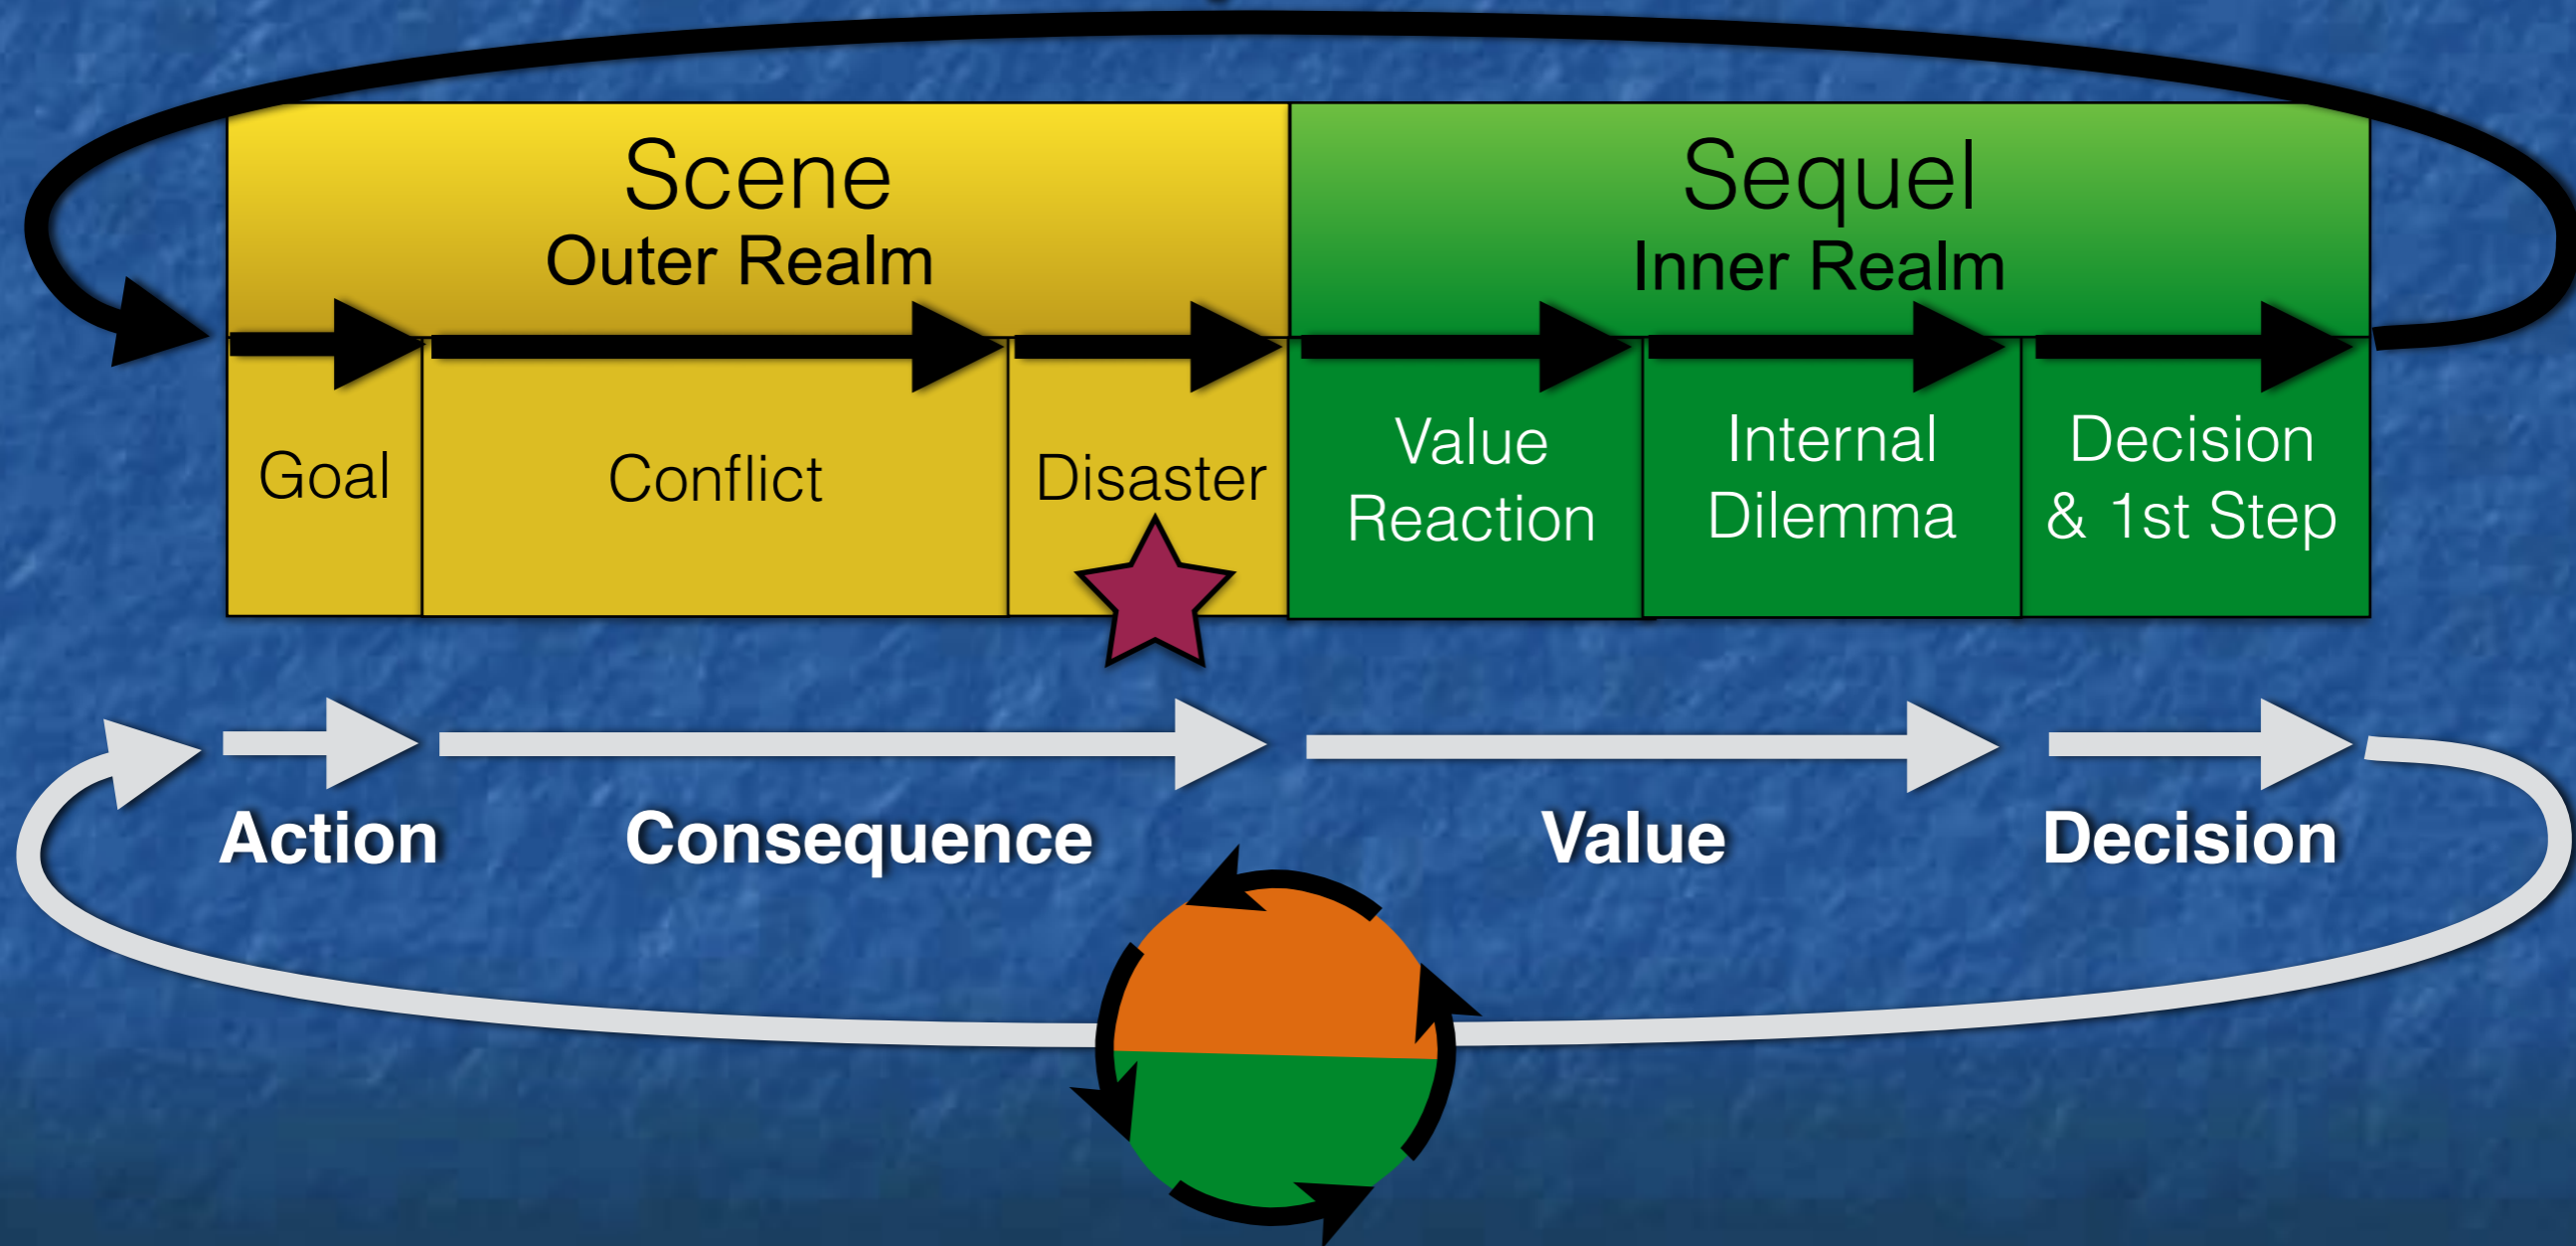 Scene
Outer Realm
Sequel
Inner Realm
Goal
Conflict
Disaster
Value
Reaction
Internal
Dilemma
Decision
& 1st Step
Action
Consequence
Value
Decision